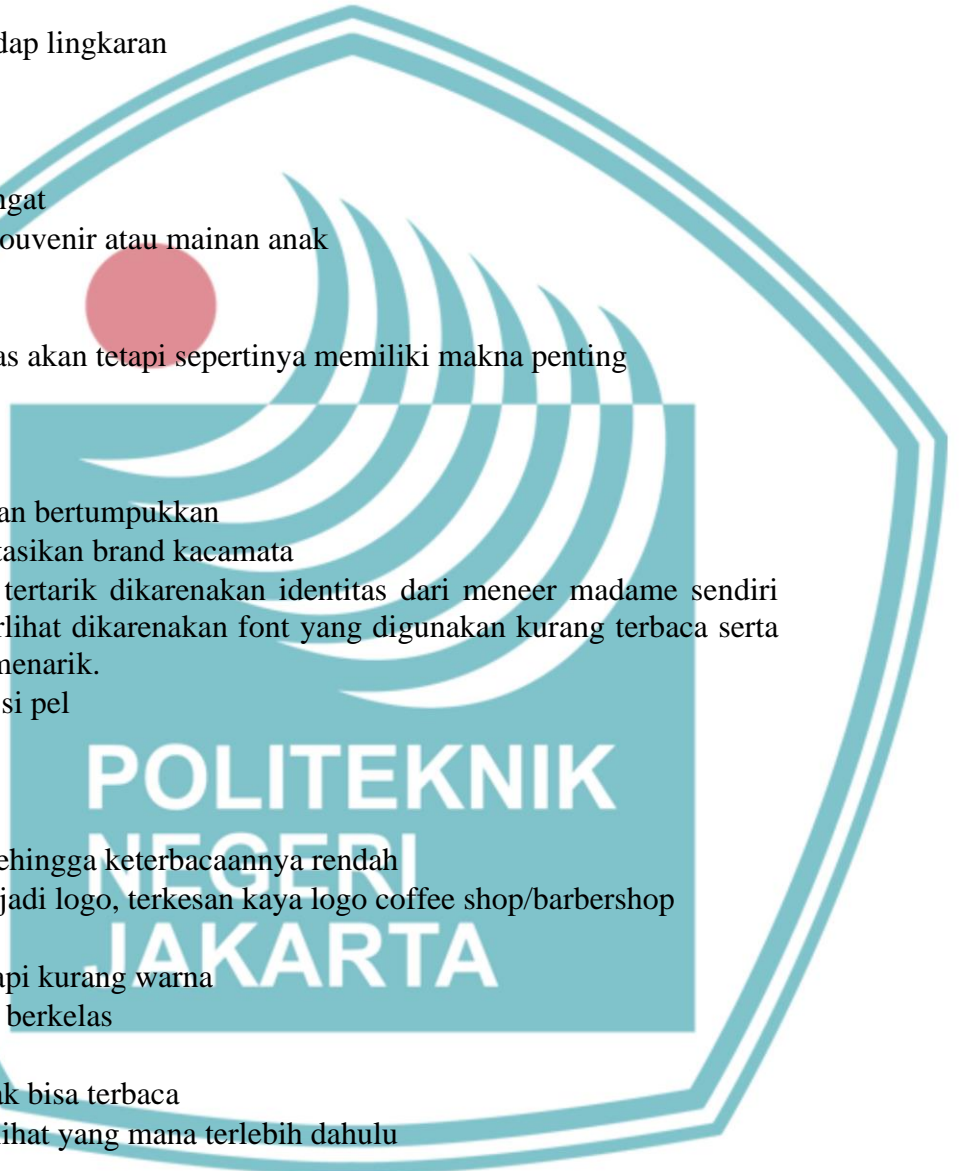 dap lingkaran
ngat
ouvenir atau mainan anak
as akan tetapi sepertinya memiliki makna penting
an bertumpukkan
tasikan brand kacamata
tertarik dikarenakan identitas dari meneer madame sendiri
rlihat dikarenakan font yang digunakan kurang terbaca serta
menarik.
si pel
POLITEKNIK
ehingga keterbacaannya rendah
NEGERI
jadi logo, terkesan kaya logo coffee shop/barbershop
JAKARTA
api kurang warna
berkelas
ak bisa terbaca
lihat yang mana terlebih dahulu